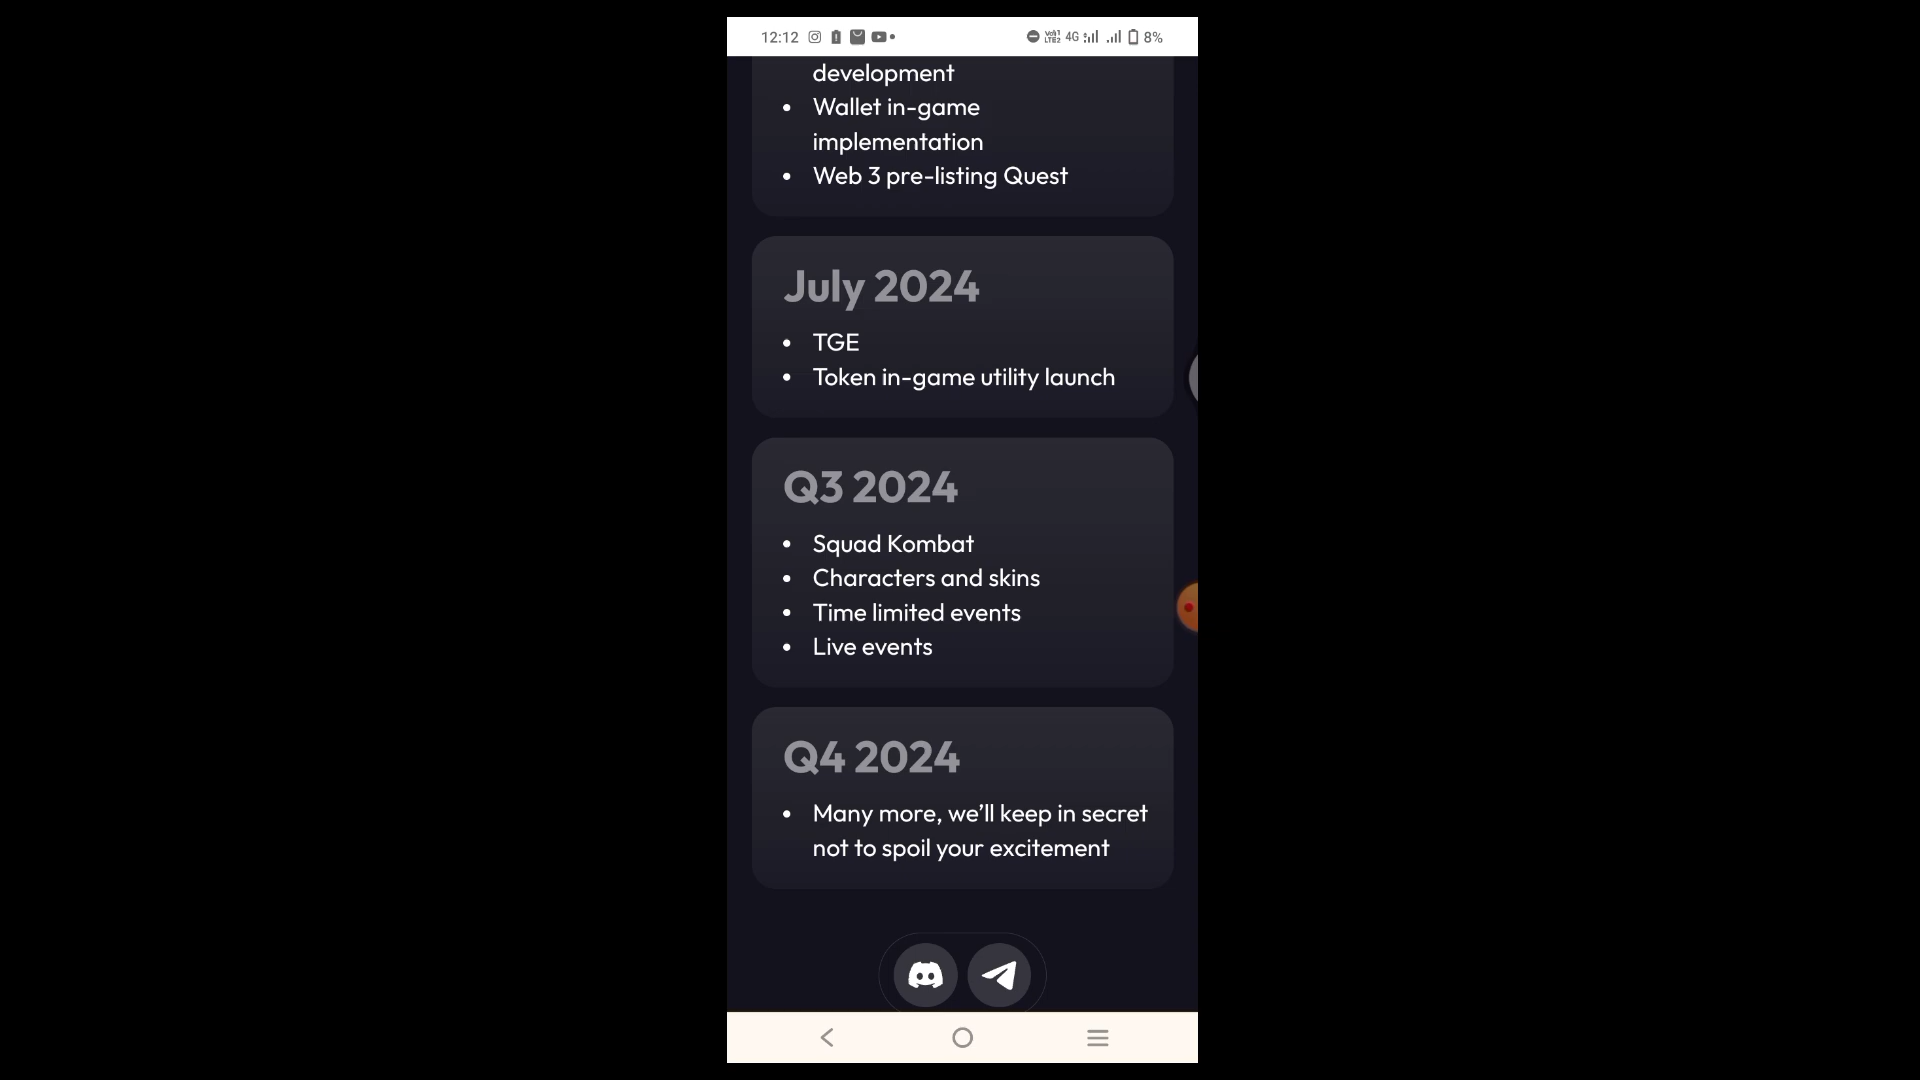 12:12 4G 8%
development
• Wallet in-game
implementation
• Web 3 pre-listing Quest
July 2024
• TGE
• Token in-game utility launch
Q3 2024
• Squad Kombat
• Characters and skins
• Time limited events
• Live events
Q4 2024
• Many more, we’ll keep in secret
not to spoil your excitement